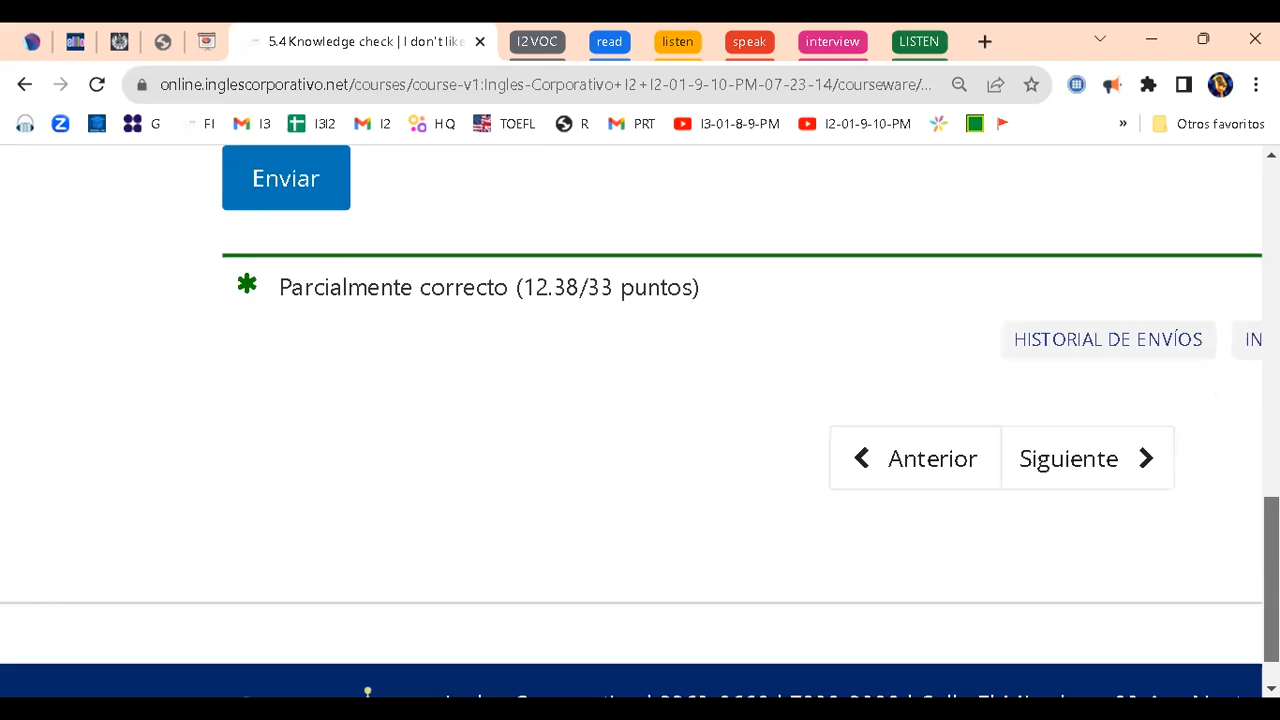 5.4 Knowledge check | I don't like
I2 VOC
read
listen
speak
interview
LISTEN
online.inglescorporativo.net/courses/course-v1:Ingles-Corporativo+I2+I2-01-9-10-PM-07-23-14/courseware/...
G
FI
I3
I3I2
I2
HQ
TOEFL
R
PRT
I3-01-8-9-PM
I2-01-9-10-PM
»
Otros favoritos
Enviar
Parcialmente correcto (12.38/33 puntos)
HISTORIAL DE ENVÍOS
IN
Anterior
Siguiente